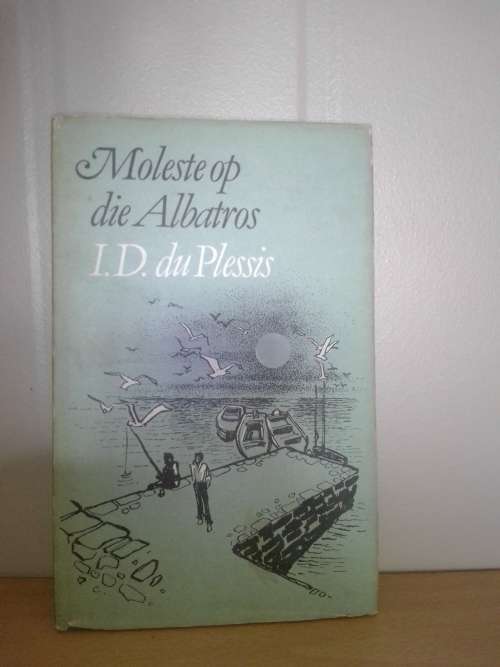 Moleste op
die Albatros
I.D. du Plessis